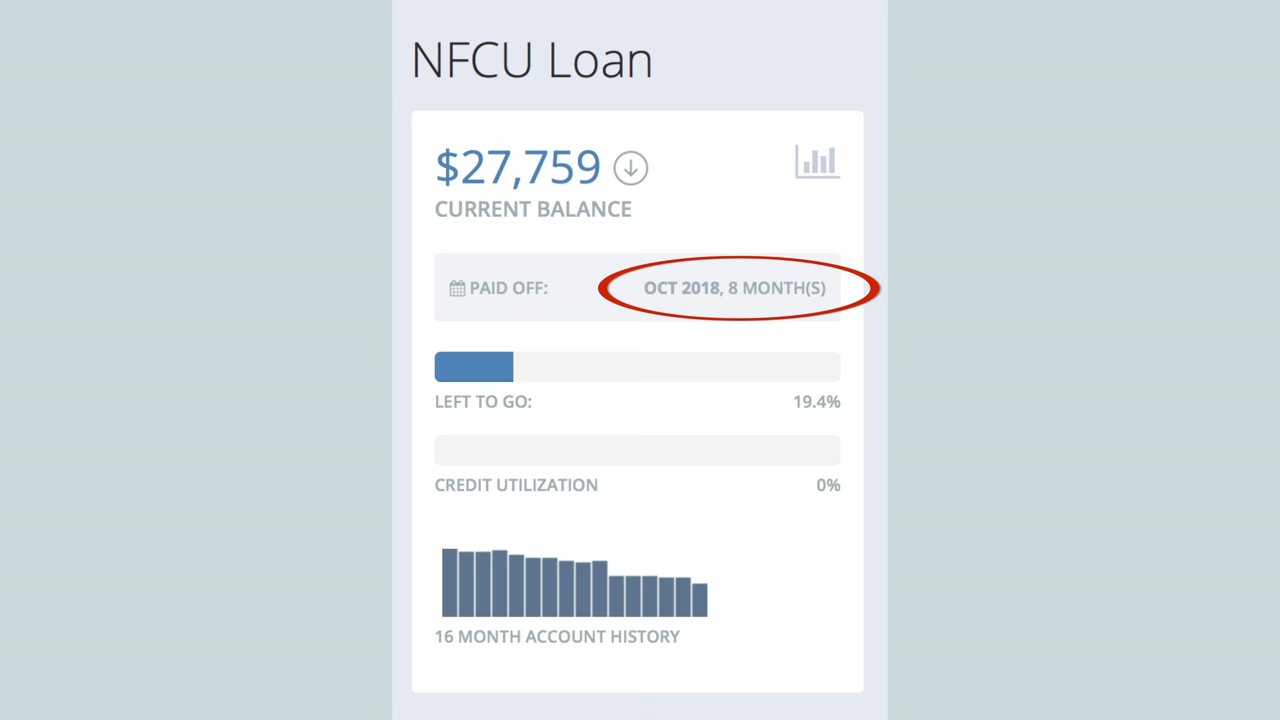 NFCU Loan
$27,759
CURRENT BALANCE
PAID OFF: OCT 2018, 8 MONTH(S)
LEFT TO GO: 19.4%
CREDIT UTILIZATION 0%
16 MONTH ACCOUNT HISTORY